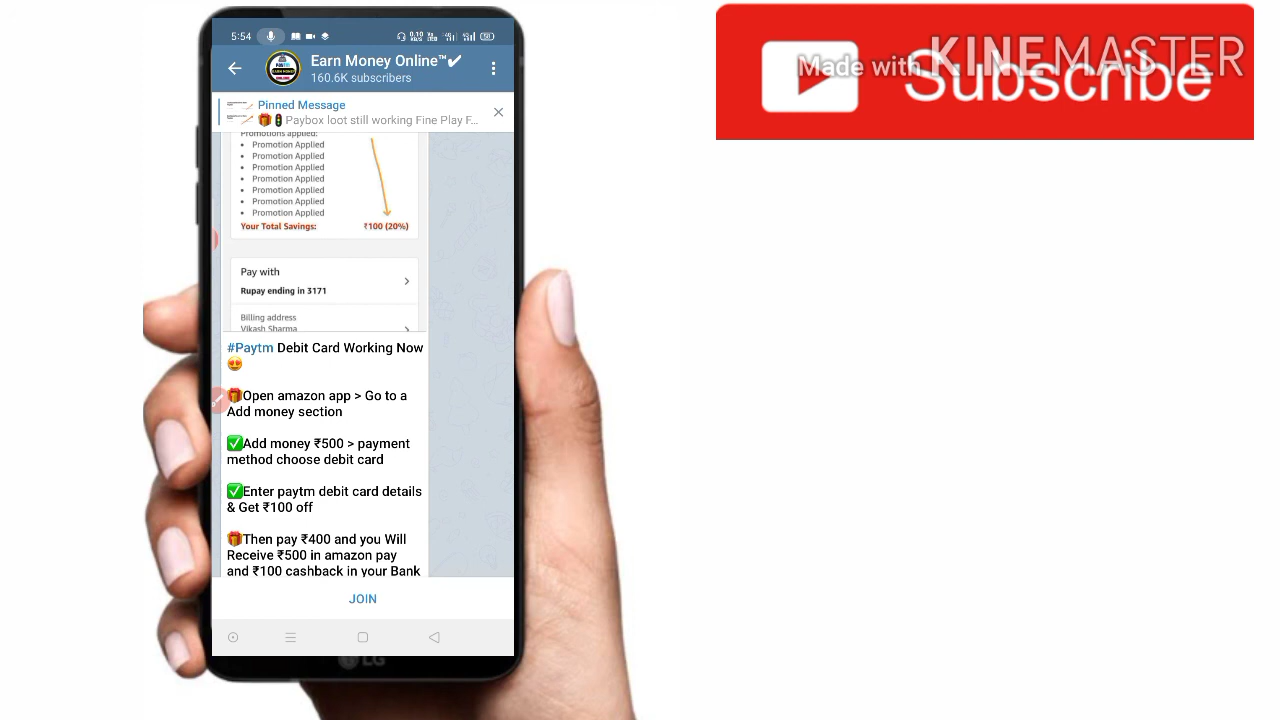 5:54
Earn Money Online™✔
160.6K subscribers
Pinned Message
🎁🚦Paybox loot still working Fine Play F...
Promotions applied:
• Promotion Applied
• Promotion Applied
• Promotion Applied
• Promotion Applied
• Promotion Applied
• Promotion Applied
• Promotion Applied
Your Total Savings: ₹100 (20%)
Pay with
Rupay ending in 3171
Billing address
Vikash Sharma
#Paytm Debit Card Working Now
😍
🎁Open amazon app > Go to a
Add money section
✅Add money ₹500 > payment
method choose debit card
✅Enter paytm debit card details
& Get ₹100 off
🎁Then pay ₹400 and you Will
Receive ₹500 in amazon pay
and ₹100 cashback in your Bank
JOIN
LG
Made with KINEMASTER
Subscribe